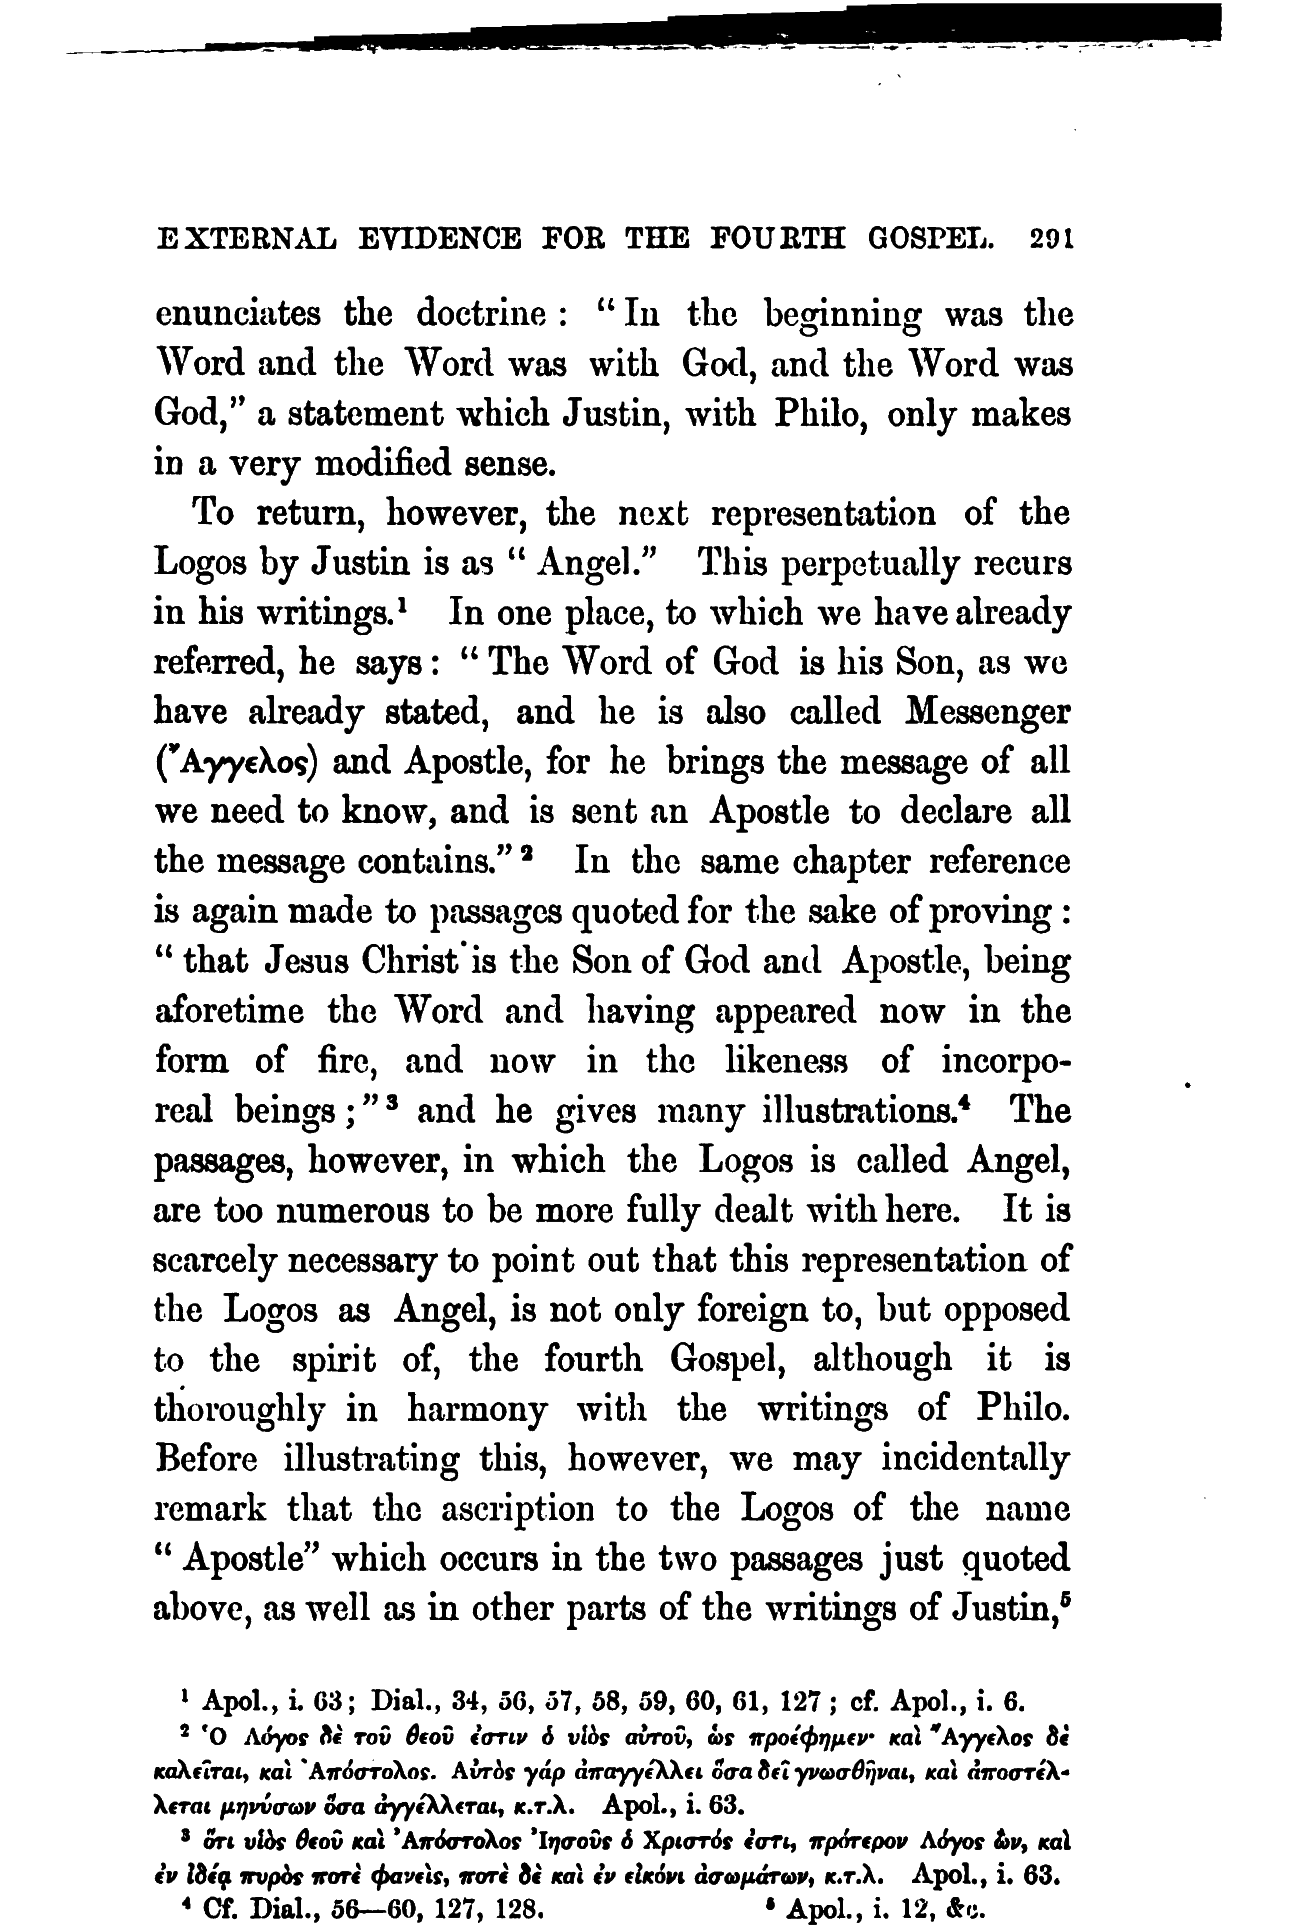 EXTERNAL EVIDENCE FOR THE FOURTH GOSPEL. 291
enunciates the doctrine : “ In the beginning was the
Word and the Word was with God, and the Word was
God,” a statement which Justin, with Philo, only makes
in a very modified sense.
To return, however, the next representation of the
Logos by Justin is as “ Angel.” This perpetually recurs
in his writings.¹ In one place, to which we have already
referred, he says : “ The Word of God is his Son, as we
have already stated, and he is also called Messenger
(Ἄγγελος) and Apostle, for he brings the message of all
we need to know, and is sent an Apostle to declare all
the message contains.” ² In the same chapter reference
is again made to passages quoted for the sake of proving :
“ that Jesus Christ is the Son of God and Apostle, being
aforetime the Word and having appeared now in the
form of fire, and now in the likeness of incorpo-
real beings ; ” ³ and he gives many illustrations.⁴ The
passages, however, in which the Logos is called Angel,
are too numerous to be more fully dealt with here. It is
scarcely necessary to point out that this representation of
the Logos as Angel, is not only foreign to, but opposed
to the spirit of, the fourth Gospel, although it is
thoroughly in harmony with the writings of Philo.
Before illustrating this, however, we may incidentally
remark that the ascription to the Logos of the name
“ Apostle” which occurs in the two passages just quoted
above, as well as in other parts of the writings of Justin,⁵
¹ Apol., i. 63 ; Dial., 34, 56, 57, 58, 59, 60, 61, 127 ; cf. Apol., i. 6.
² Ὁ Λόγος δὲ τοῦ θεοῦ ἐστιν ὁ υἱὸς αὐτοῦ, ὡς προέφημεν· καὶ Ἄγγελος δὲ
καλεῖται, καὶ Ἀπόστολος. Αὐτὸς γάρ ἀπαγγέλλει ὅσα δεῖ γνωσθῆναι, καὶ ἀποστέλ-
λεται μηνύσων ὅσα ἀγγέλλεται, κ.τ.λ. Apol., i. 63.
³ ὅτι υἱὸς θεοῦ καὶ Ἀπόστολος Ἰησοῦς ὁ Χριστός ἐστι, πρότερον Λόγος ὢν, καὶ
ἐν ἰδέᾳ πυρὸς ποτὲ φανεὶς, ποτὲ δὲ καὶ ἐν εἰκόνι ἀσωμάτων, κ.τ.λ. Apol., i. 63.
⁴ Cf. Dial., 56—60, 127, 128. ⁵ Apol., i. 12, &c.